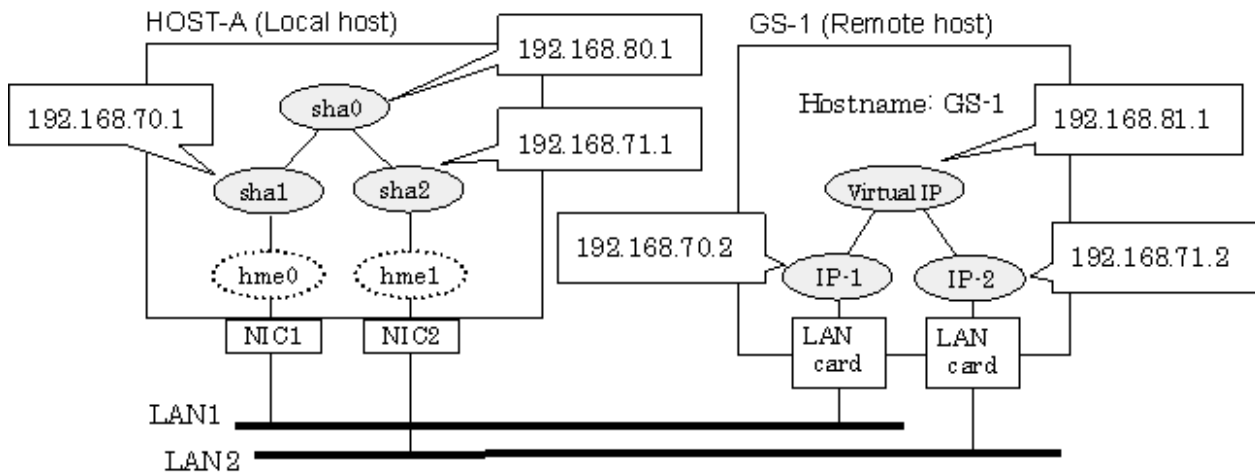 HOST-A (Local host)
GS-1 (Remote host)
192.168.80.1
Hostname: GS-1
192.168.70.1
sha0
192.168.71.1
192.168.81.1
sha1
sha2
Virtual IP
192.168.70.2
192.168.71.2
hme0
hme1
IP-1
IP-2
NIC1
NIC2
LAN
card
LAN
card
LAN1
LAN2